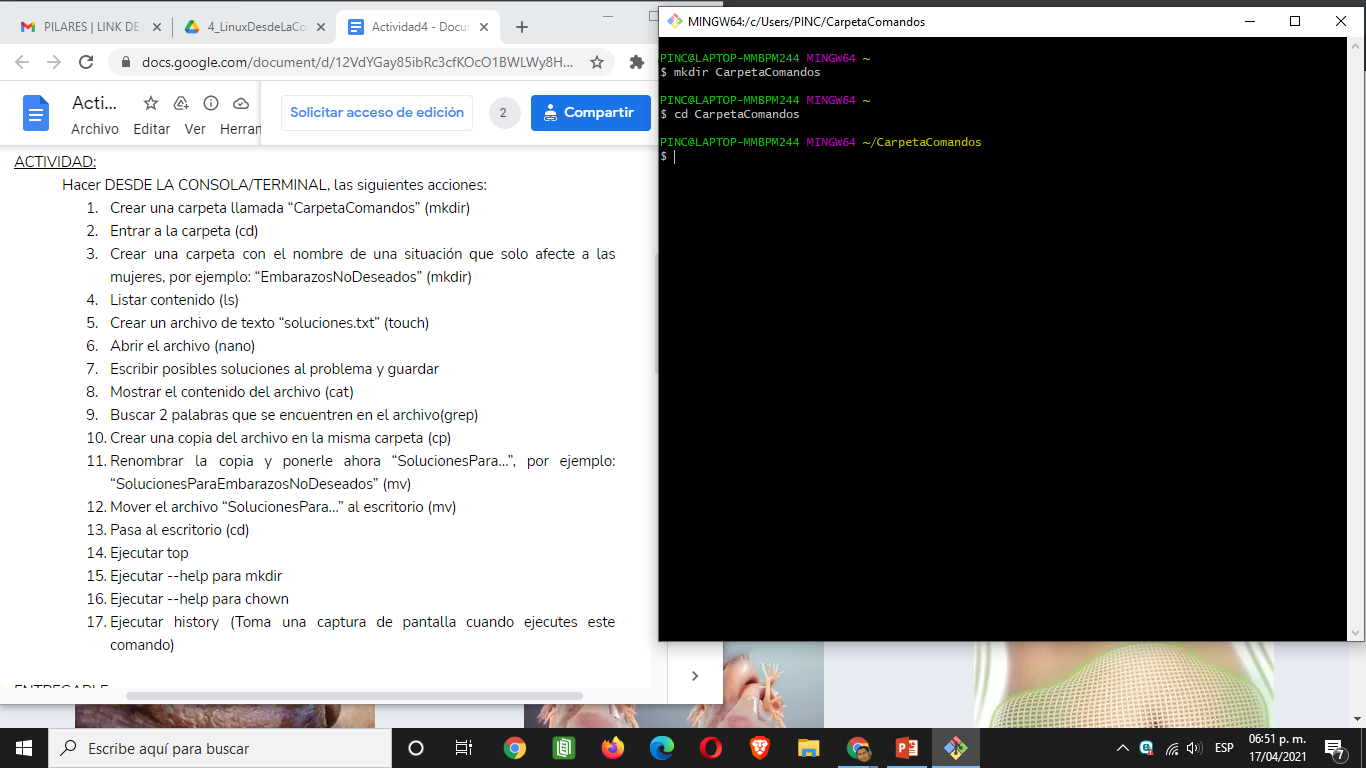 PILARES | LINK DE
4_LinuxDesdeLaCo
Actividad4 - Docur
docs.google.com/document/d/12VdYGay85ibRc3cfKOcO1BWLWy8H...
Acti...
Solicitar acceso de edición
2
Compartir
Archivo Editar Ver Herran
ACTIVIDAD:
Hacer DESDE LA CONSOLA/TERMINAL, las siguientes acciones:
1. Crear una carpeta llamada “CarpetaComandos” (mkdir)
2. Entrar a la carpeta (cd)
3. Crear una carpeta con el nombre de una situación que solo afecte a las
mujeres, por ejemplo: “EmbarazosNoDeseados” (mkdir)
4. Listar contenido (ls)
5. Crear un archivo de texto “soluciones.txt” (touch)
6. Abrir el archivo (nano)
7. Escribir posibles soluciones al problema y guardar
8. Mostrar el contenido del archivo (cat)
9. Buscar 2 palabras que se encuentren en el archivo(grep)
10. Crear una copia del archivo en la misma carpeta (cp)
11. Renombrar la copia y ponerle ahora “SolucionesPara...”, por ejemplo:
“SolucionesParaEmbarazosNoDeseados” (mv)
12. Mover el archivo “SolucionesPara...” al escritorio (mv)
13. Pasa al escritorio (cd)
14. Ejecutar top
15. Ejecutar --help para mkdir
16. Ejecutar --help para chown
17. Ejecutar history (Toma una captura de pantalla cuando ejecutes este
comando)
ENTREGABLE
MINGW64:/c/Users/PINC/CarpetaComandos
PINC@LAPTOP-MMBPM244 MINGW64 ~
$ mkdir CarpetaComandos
PINC@LAPTOP-MMBPM244 MINGW64 ~
$ cd CarpetaComandos
PINC@LAPTOP-MMBPM244 MINGW64 ~/CarpetaComandos
$
Escribe aquí para buscar
ESP
06:51 p. m.
17/04/2021
7